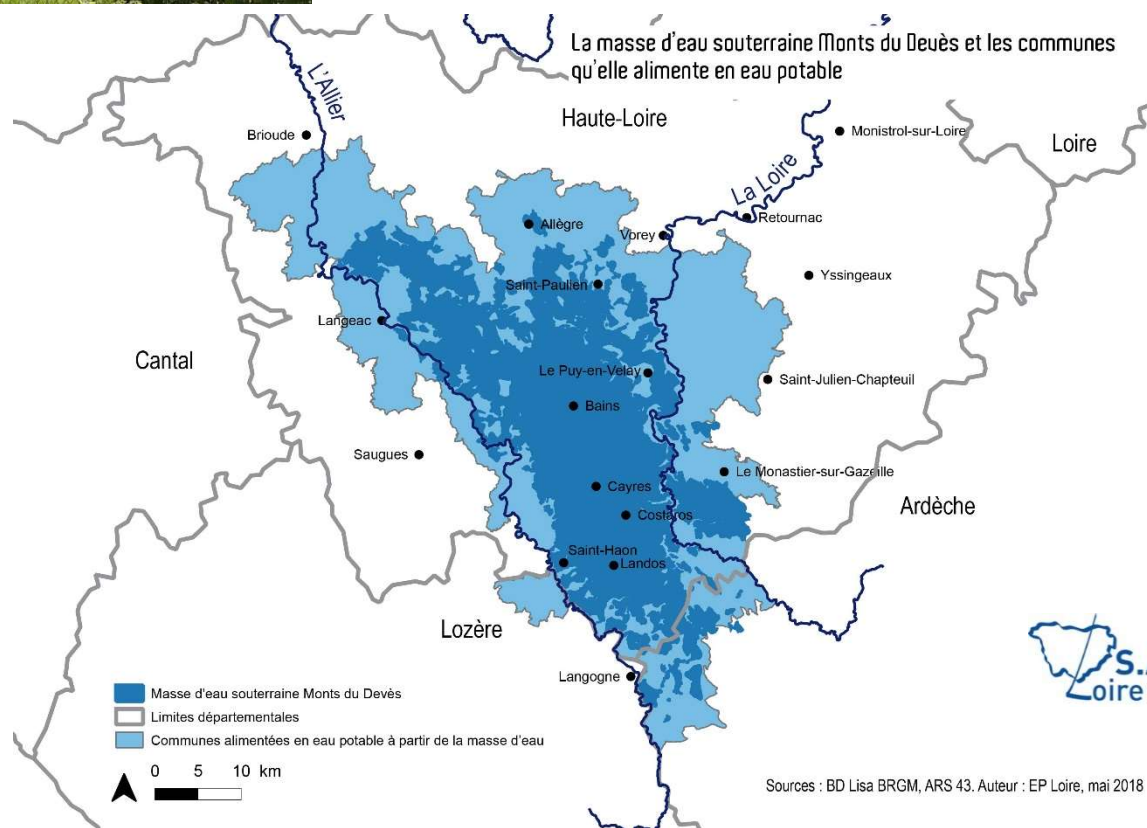 La masse d'eau souterraine Monts du Devès et les communes
qu'elle alimente en eau potable
L'Allier
Haute-Loire
Monistrol-sur-Loire
Brioude
Loire
La Loire
Retournac
Allègre
Vorey
Yssingeaux
Saint-Paulien
Langeac
Cantal
Le Puy-en-Velay
Saint-Julien-Chapteuil
Bains
Saugues
Le Monastier-sur-Gazeille
Cayres
Ardèche
Costaros
Saint-Haon
Landos
Lozère
Langogne
S.
Loire
Masse d'eau souterraine Monts du Devès
Limites départementales
Communes alimentées en eau potable à partir de la masse d'eau
0 5 10 km
Sources : BD Lisa BRGM, ARS 43. Auteur : EP Loire, mai 2018